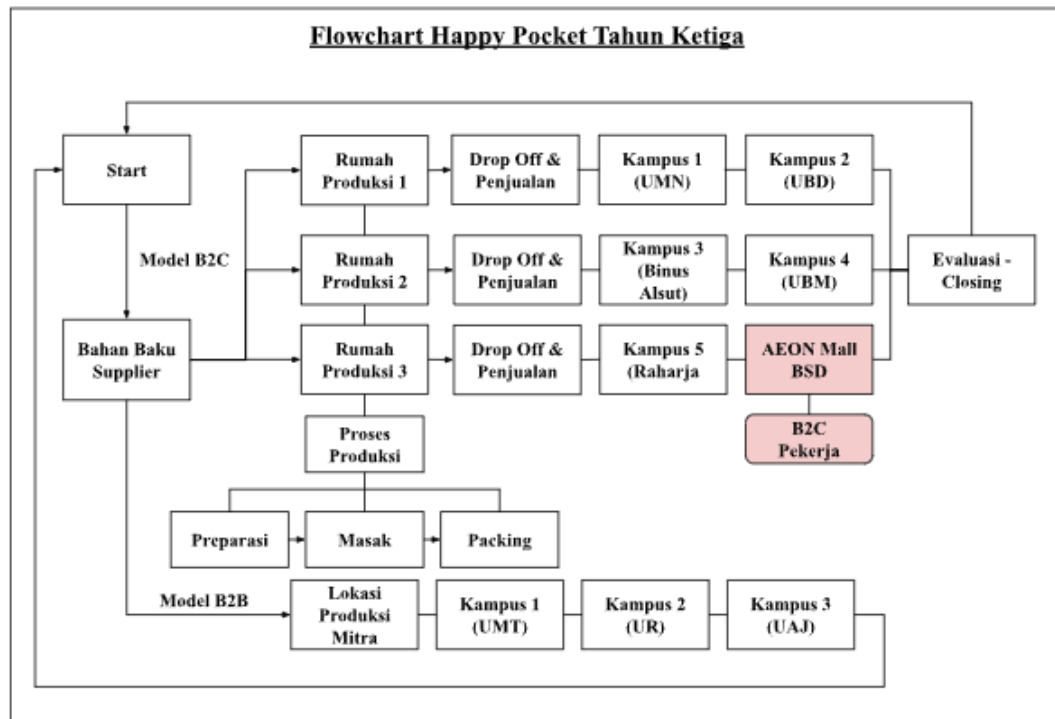 Flowchart Happy Pocket Tahun Ketiga
Start
Rumah
Produksi 1
Drop Off &
Penjualan
Kampus 1
(UMN)
Kampus 2
(UBD)
Model B2C
Rumah
Produksi 2
Drop Off &
Penjualan
Kampus 3
(Binus
Alsut)
Kampus 4
(UBM)
Evaluasi -
Closing
Bahan Baku
Supplier
Rumah
Produksi 3
Drop Off &
Penjualan
Kampus 5
(Raharja
AEON Mall
BSD
B2C
Pekerja
Proses
Produksi
Preparasi
Masak
Packing
Model B2B
Lokasi
Produksi
Mitra
Kampus 1
(UMT)
Kampus 2
(UR)
Kampus 3
(UAJ)